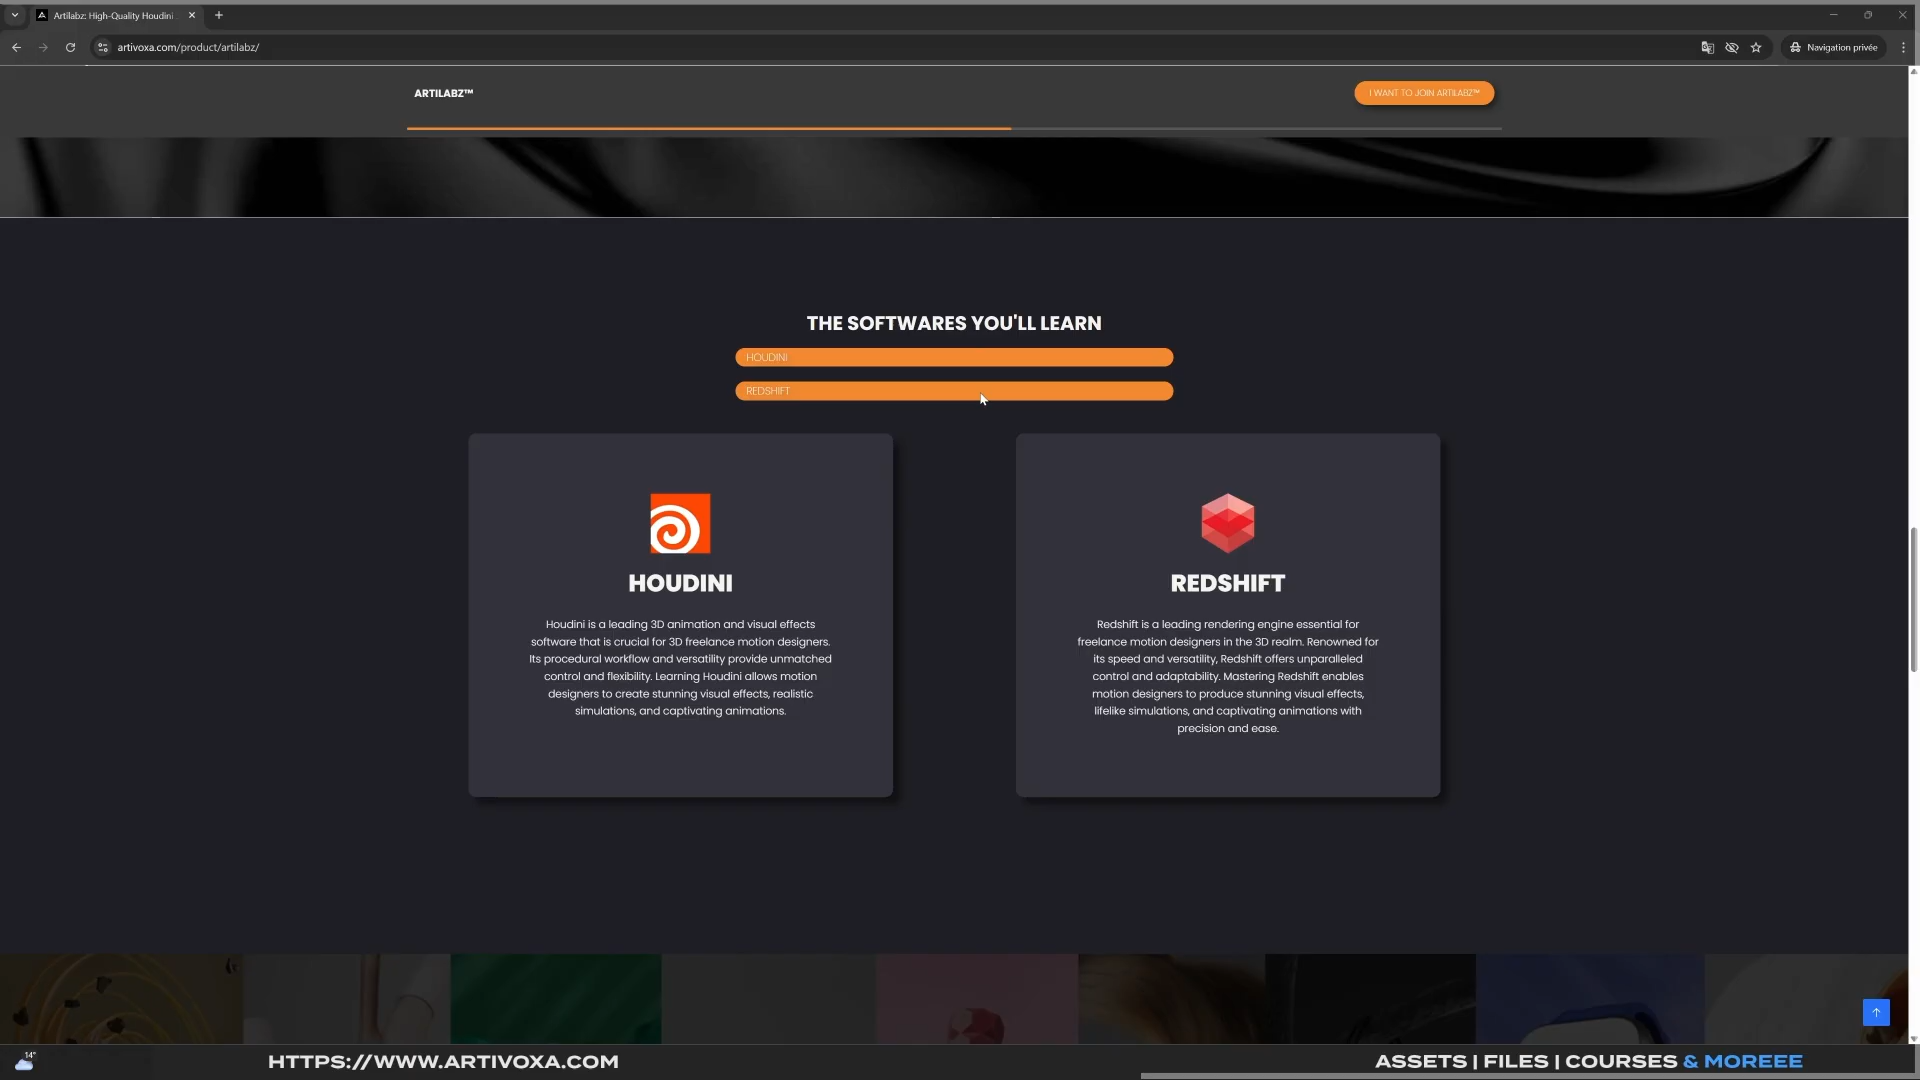 Artilabz: High-Quality Houdini
artivoxa.com/product/artilabz/
Navigation privée
ARTILABZ™
I WANT TO JOIN ARTILABZ™
THE SOFTWARES YOU'LL LEARN
HOUDINI
REDSHIFT
HOUDINI
Houdini is a leading 3D animation and visual effects
software that is crucial for 3D freelance motion designers.
Its procedural workflow and versatility provide unmatched
control and flexibility. Learning Houdini allows motion
designers to create stunning visual effects, realistic
simulations, and captivating animations.
REDSHIFT
Redshift is a leading rendering engine essential for
freelance motion designers in the 3D realm. Renowned for
its speed and versatility, Redshift offers unparalleled
control and adaptability. Mastering Redshift enables
motion designers to produce stunning visual effects,
lifelike simulations, and captivating animations with
precision and ease.
14°
HTTPS://WWW.ARTIVOXA.COM
ASSETS | FILES | COURSES & MOREEE